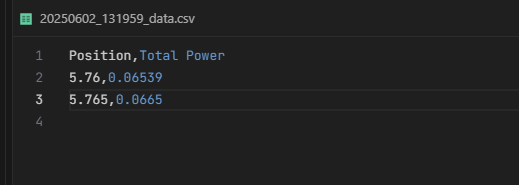 20250602_131959_data.csv
1 Position,Total Power
2 5.76,0.06539
3 5.765,0.0665
4